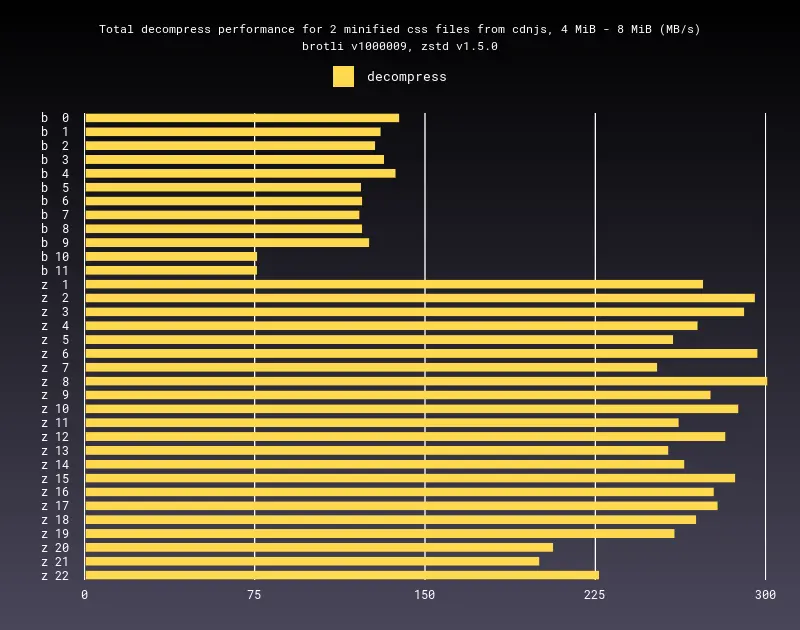 Total decompress performance for 2 minified css files from cdnjs, 4 MiB - 8 MiB (MB/s)
brotli v1000009, zstd v1.5.0
decompress
b 0
b 1
b 2
b 3
b 4
b 5
b 6
b 7
b 8
b 9
b 10
b 11
z 1
z 2
z 3
z 4
z 5
z 6
z 7
z 8
z 9
z 10
z 11
z 12
z 13
z 14
z 15
z 16
z 17
z 18
z 19
z 20
z 21
z 22
0 75 150 225 300